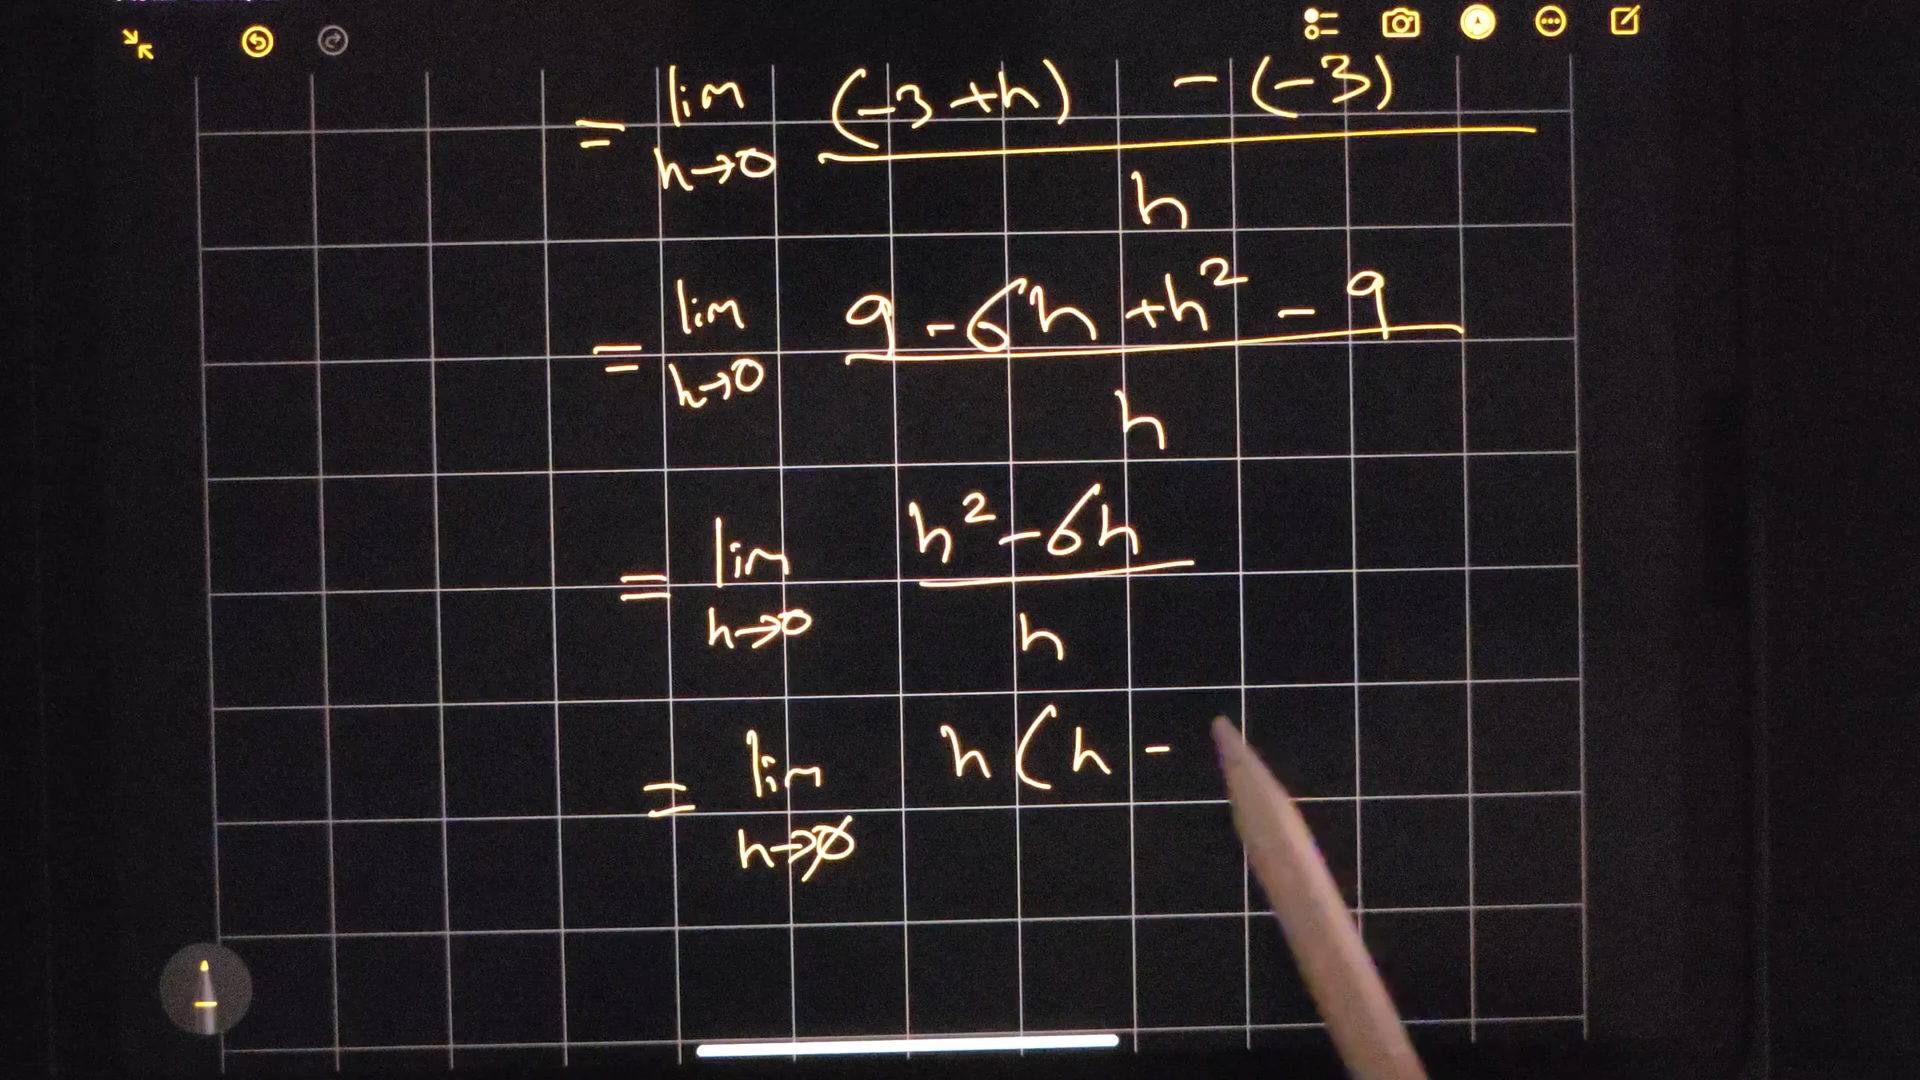 = lim h→0 (-3+h) - (-3) / h
= lim h→0 9 - 6h + h² - 9 / h
= lim h→0 h² - 6h / h
= lim h→0 h(h -